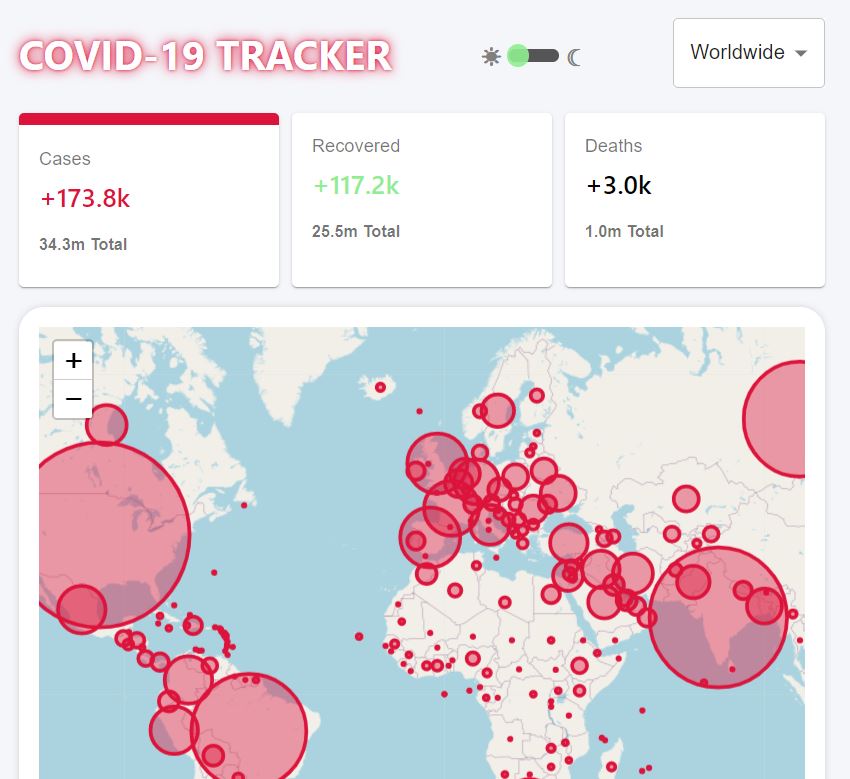 COVID-19 TRACKER
Worldwide
Cases
+173.8k
34.3m Total
Recovered
+117.2k
25.5m Total
Deaths
+3.0k
1.0m Total
+
−